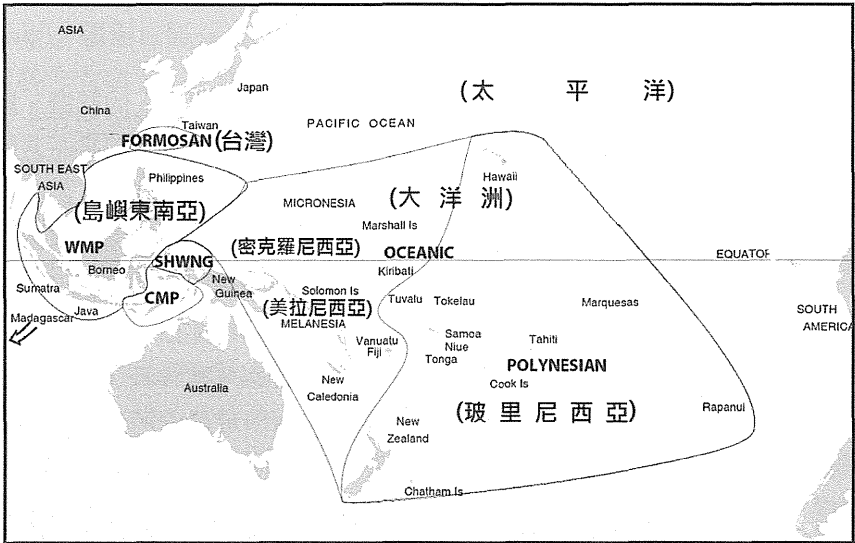 ASIA
Japan
(太 平 洋)
China
Taiwan
PACIFIC OCEAN
FORMOSAN (台灣)
SOUTH EAST
ASIA
Philippines
Hawaii
MICRONESIA
(大 洋 洲)
(島嶼東南亞)
Marshall Is
WMP
(密克羅尼西亞)
OCEANIC
EQUATOR
SHWNG
Borneo
Kiribati
New
Guinea
Sumatra
CMP
Solomon Is
Tuvalu
Tokelau
Marquesas
(美拉尼西亞)
Java
Madagascar
MELANESIA
SOUTH
AMERICA
Vanuatu
Fiji
Samoa
Niue
Tonga
Tahiti
POLYNESIAN
Cook Is
Australia
New
Caledonia
(玻 里 尼 西 亞)
Rapanui
New
Zealand
Chatham Is